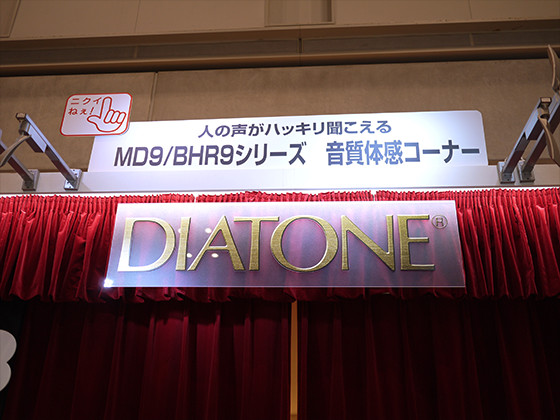 ニクイ
ねぇ!
人の声がハッキリ聞こえる
MD9/BHR9シリーズ 音質体感コーナー
DIATONE®